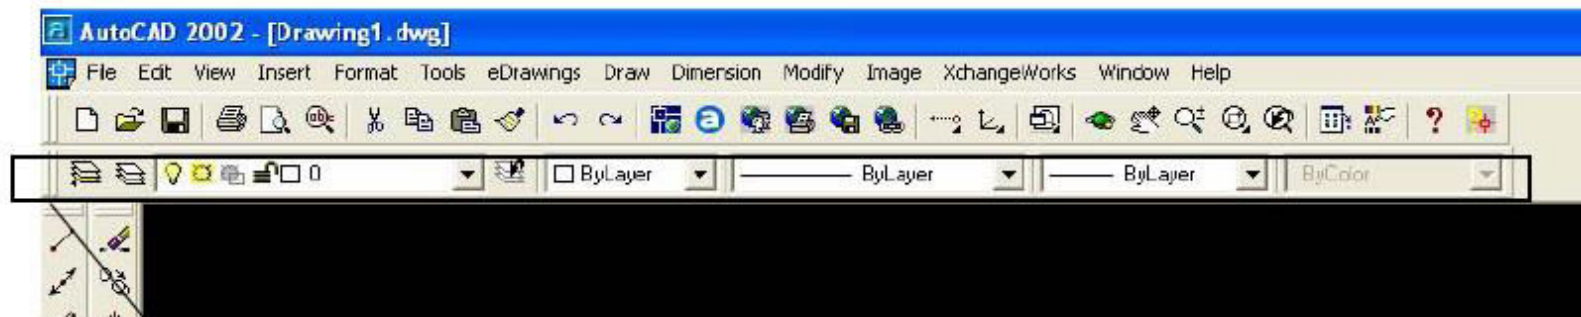 AutoCAD 2002 - [Drawing1.dwg]
File Edit View Insert Format Tools eDrawings Draw Dimension Modify Image XchangeWorks Window Help
0 ByLayer ByLayer ByLayer ByColor